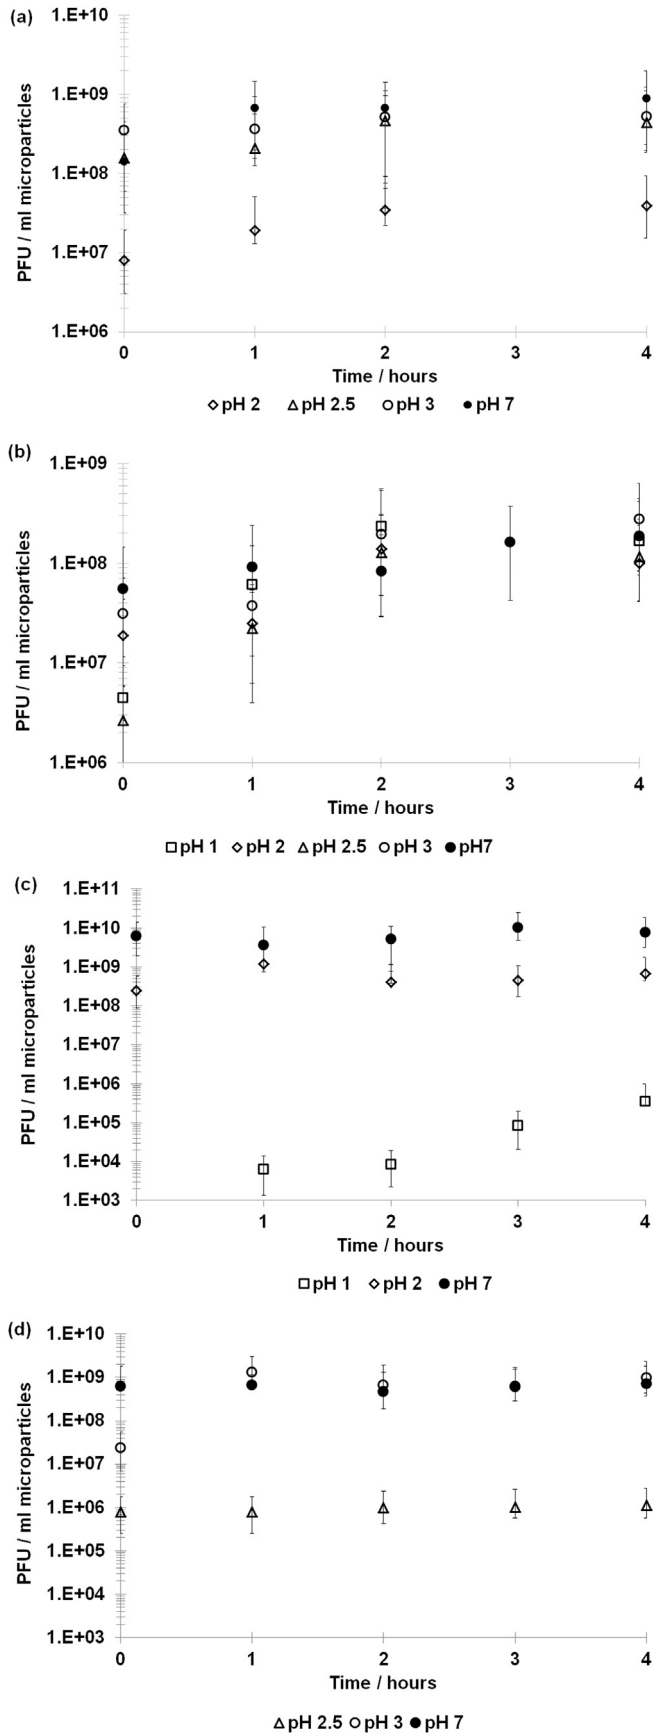 (a)
1.E+10
1.E+09
1.E+08
1.E+07
1.E+06
PFU / ml microparticles
0 1 2 3 4
Time / hours
pH 2 pH 2.5 pH 3 pH 7
(b)
1.E+09
1.E+08
1.E+07
1.E+06
PFU / ml microparticles
0 1 2 3 4
Time / hours
pH 1 pH 2 pH 2.5 pH 3 pH7
(c)
1.E+11
1.E+10
1.E+09
1.E+08
1.E+07
1.E+06
1.E+05
1.E+04
1.E+03
PFU / ml microparticles
0 1 2 3 4
Time / hours
pH 1 pH 2 pH 7
(d)
1.E+10
1.E+09
1.E+08
1.E+07
1.E+06
1.E+05
1.E+04
1.E+03
PFU / ml microparticles
0 1 2 3 4
Time / hours
pH 2.5 pH 3 pH 7